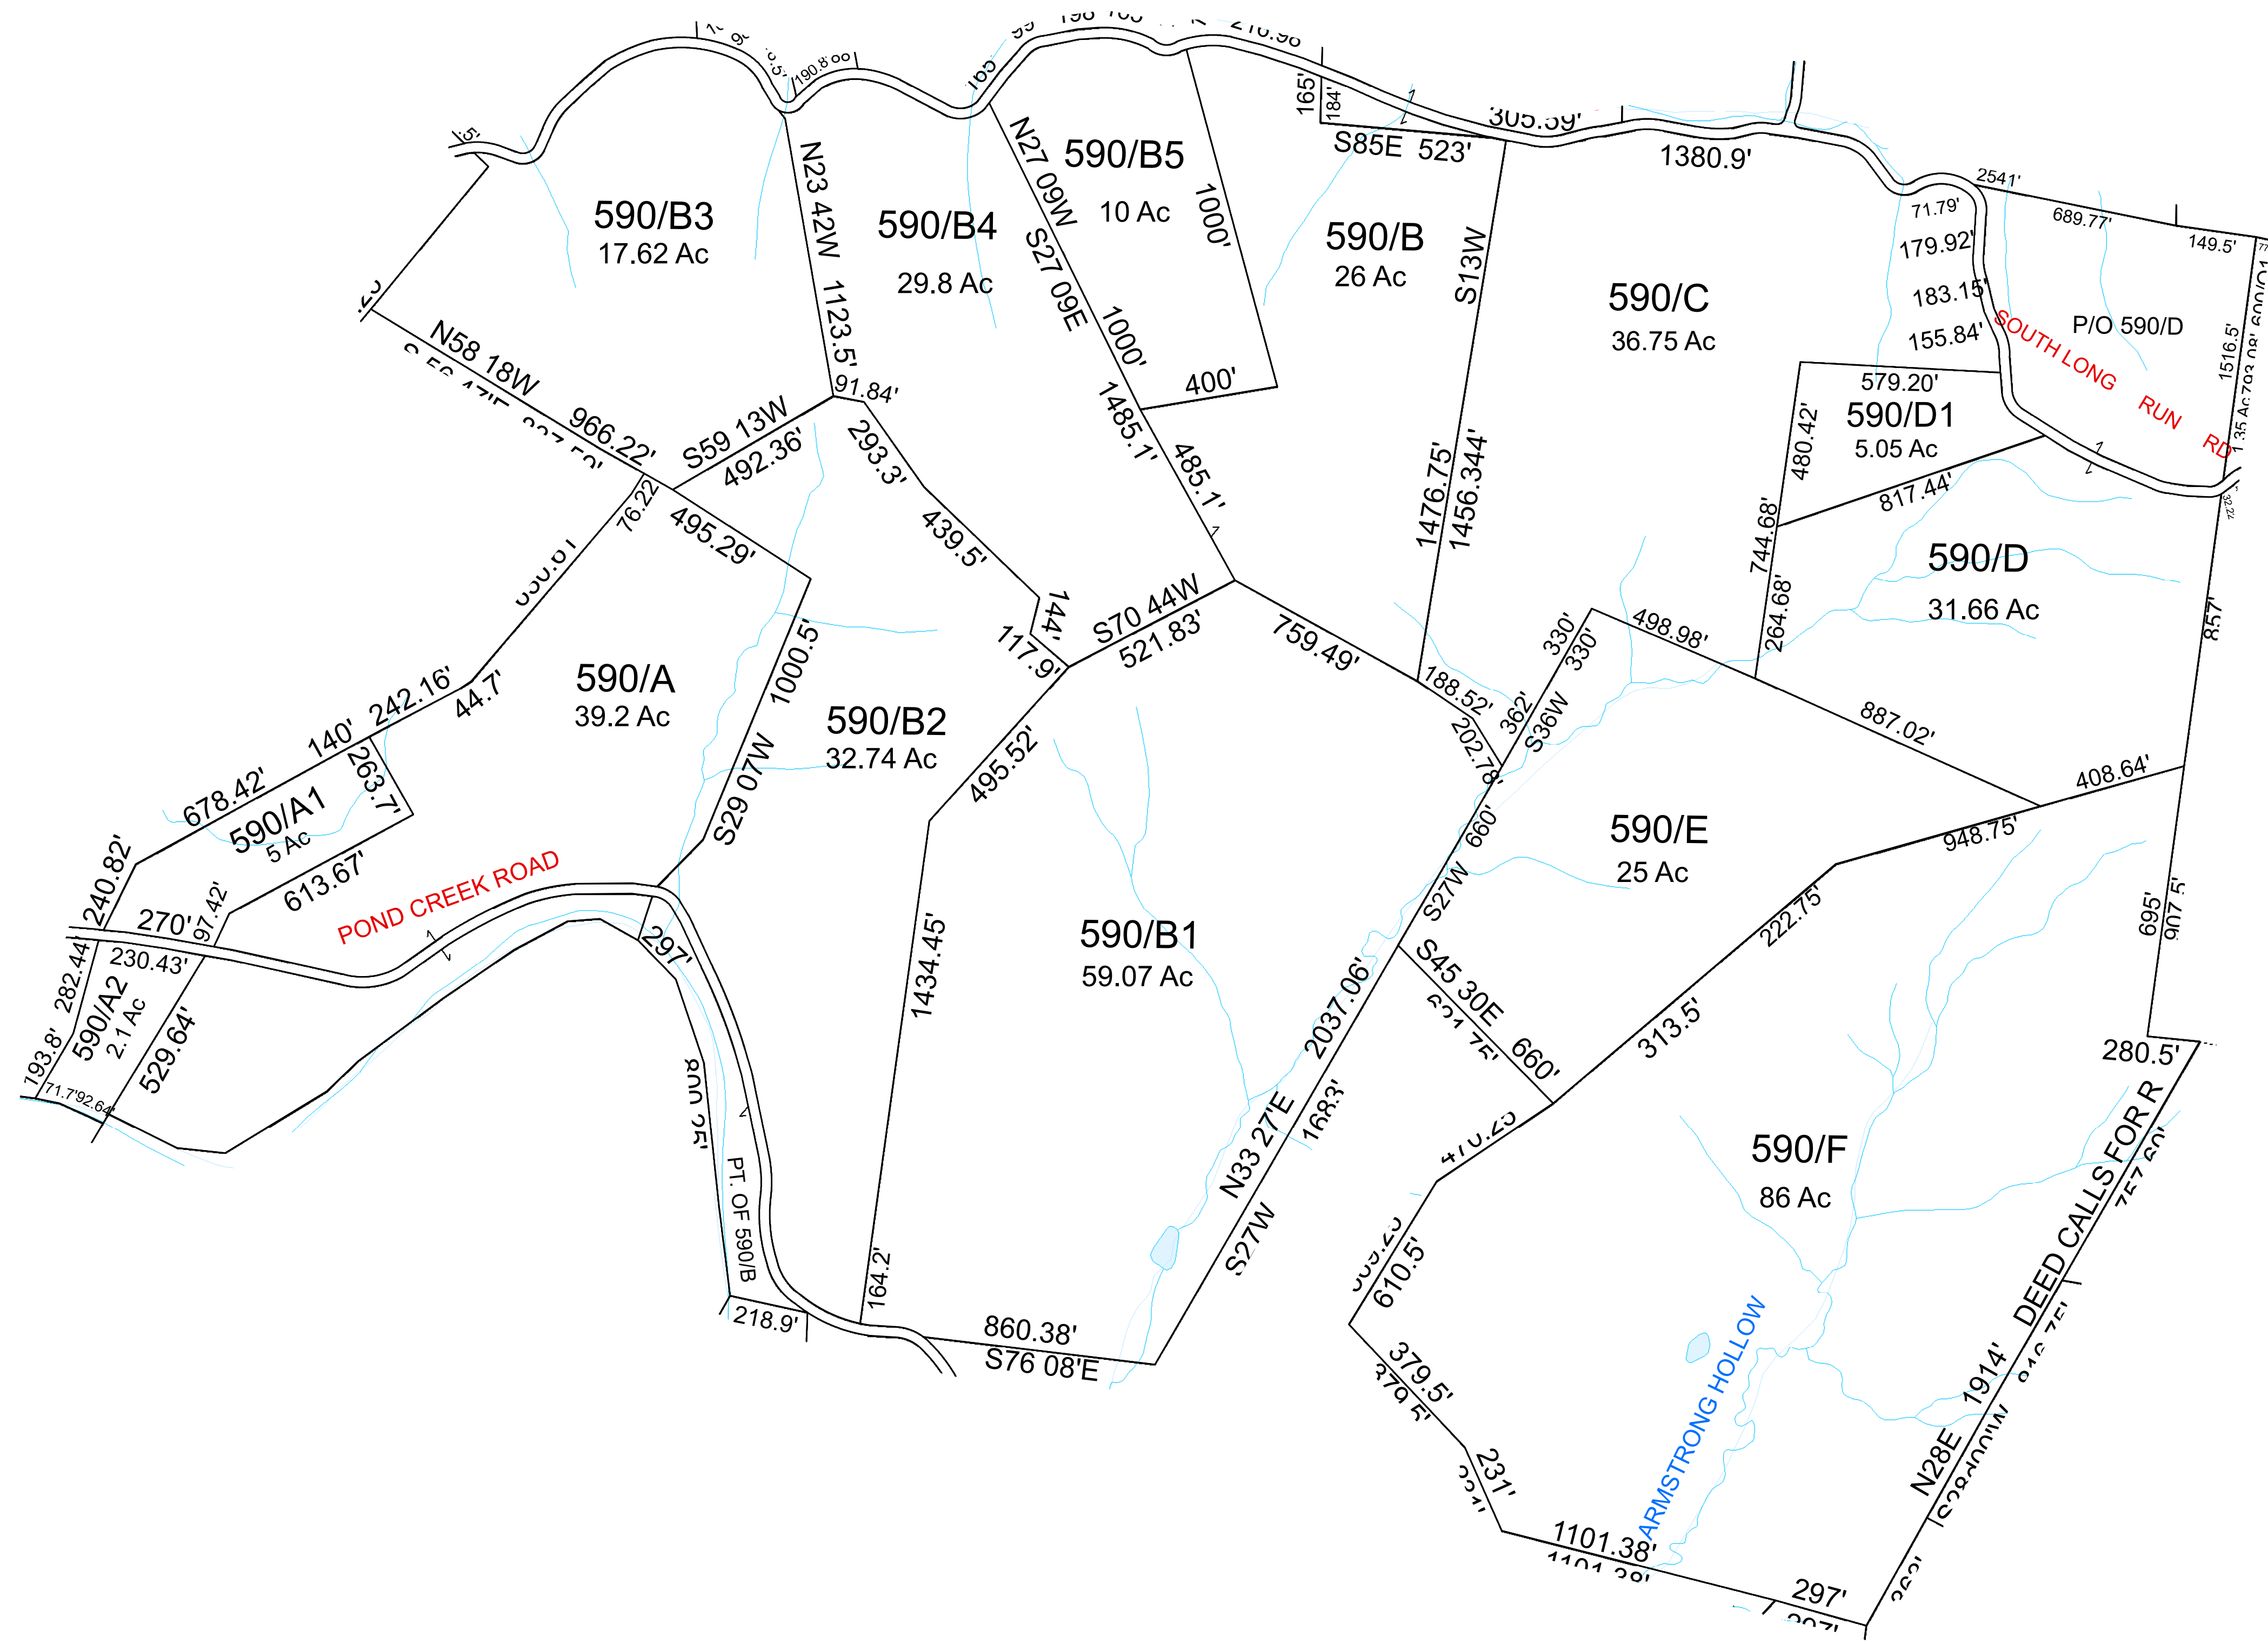 190.8'
165'
184'
S85E 523'
305.59'
1380.9'
2541'
689.77'
149.5'
71.79'
179.92'
183.15'
155.84'
SOUTH LONG RUN RD
P/O 590/D
1516.5'
590/B3
17.62 Ac
N23 42W 1123.5'
590/B4
29.8 Ac
N27 09W
S27 09E
1000'
1485.1'
485.1'
590/B5
10 Ac
1000'
400'
590/B
26 Ac
S13W
1476.75'
1456.344'
590/C
36.75 Ac
579.20'
590/D1
5.05 Ac
480.42'
817.44'
744.68'
264.68'
590/D
31.66 Ac
857'
N58 18W 966.22'
S59 13W
492.36'
91.84'
293.3'
439.5'
144'
117.9'
76.22
495.29'
S70 44W
521.83'
759.49'
188.52'
202.78'
330'
330'
362'
S36W
498.98'
887.02'
408.64'
948.75'
590/A
39.2 Ac
1000.5'
S29 07W
590/B2
32.74 Ac
495.52'
242.16'
44.7'
140'
678.42'
263.7'
590/A1
5 Ac
613.67'
240.82'
97.42'
270'
230.43'
POND CREEK ROAD
282.44'
590/A2
2.1 Ac
193.8'
529.64'
71.7'
92.64'
297'
800.25'
PT. OF 590/B
218.9'
1434.45'
164.2'
590/B1
59.07 Ac
860.38'
S76 08'E
660'
S27W
2037.06'
N33 27'E
1683'
S27W
590/E
25 Ac
S45 30E 660'
222.75'
313.5'
695'
907.5'
280.5'
590/F
86 Ac
610.5'
379.5'
379.5'
231'
1101.38'
297'
ARMSTRONG HOLLOW
N28E 1914' DEED CALLS FOR R